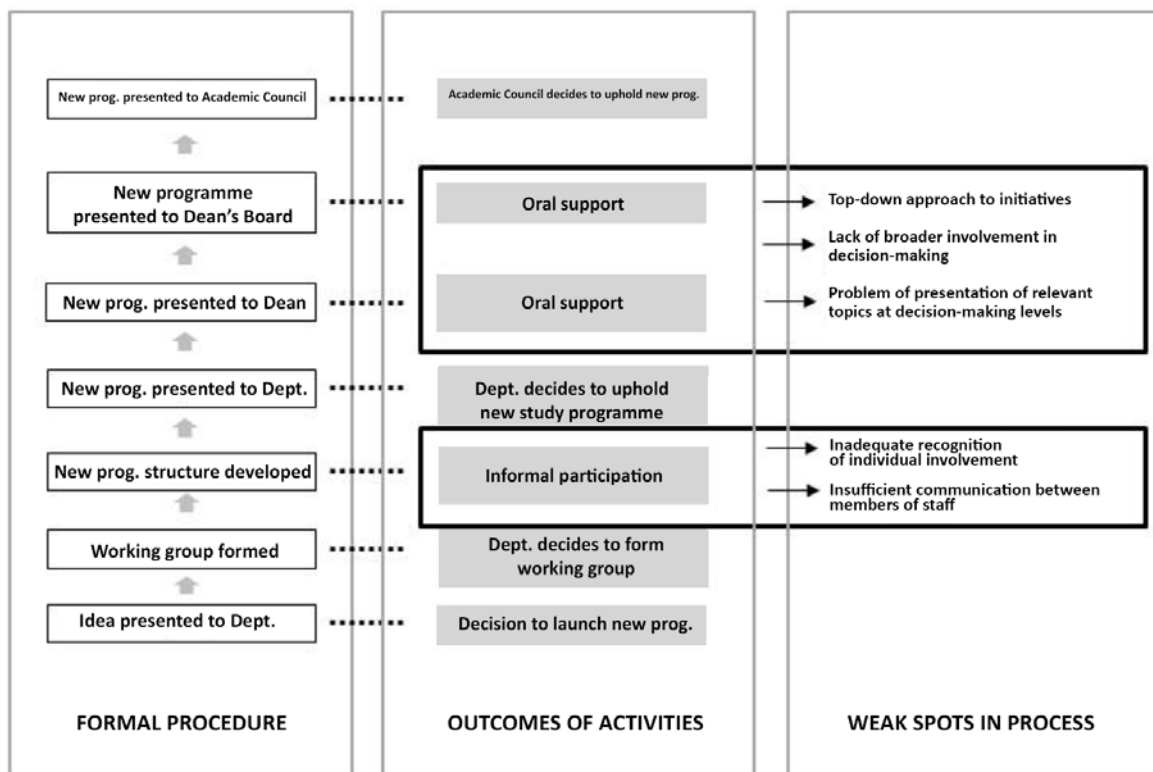 New prog. presented to Academic Council
Academic Council decides to uphold new prog.
New programme
presented to Dean's Board
Oral support
Top-down approach to initiatives
Lack of broader involvement in
decision-making
New prog. presented to Dean
Oral support
Problem of presentation of relevant
topics at decision-making levels
New prog. presented to Dept.
Dept. decides to uphold
new study programme
New prog. structure developed
Informal participation
Inadequate recognition
of individual involvement
Insufficient communication between
members of staff
Working group formed
Dept. decides to form
working group
Idea presented to Dept.
Decision to launch new prog.
FORMAL PROCEDURE
OUTCOMES OF ACTIVITIES
WEAK SPOTS IN PROCESS